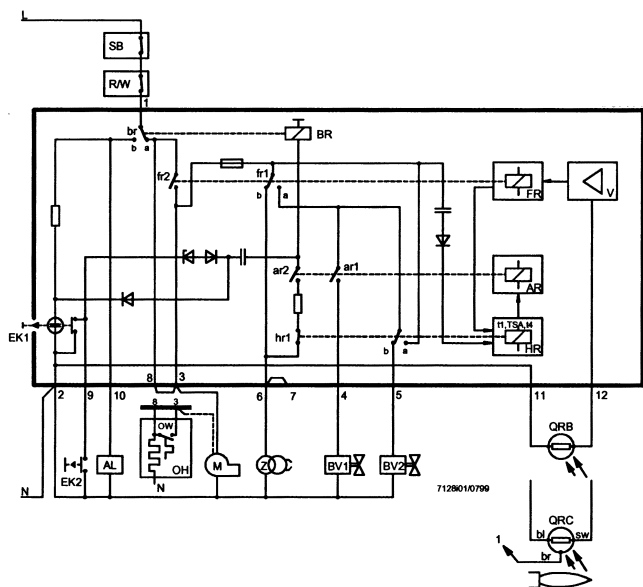 L
SB
R/W
1
br
b a
BR
fr2
fr1
b
a
FR
V
ar2
ar1
AR
t1,TSA,t4
HR
hr1
b a
EK1
2 9 10 8 3 6 7 4 5 11 12
8 3
OW
OH
N
AL
M
Z
BV1
BV2
EK2
N
QRB
7128i01/0799
QRC
bl
sw
br
1